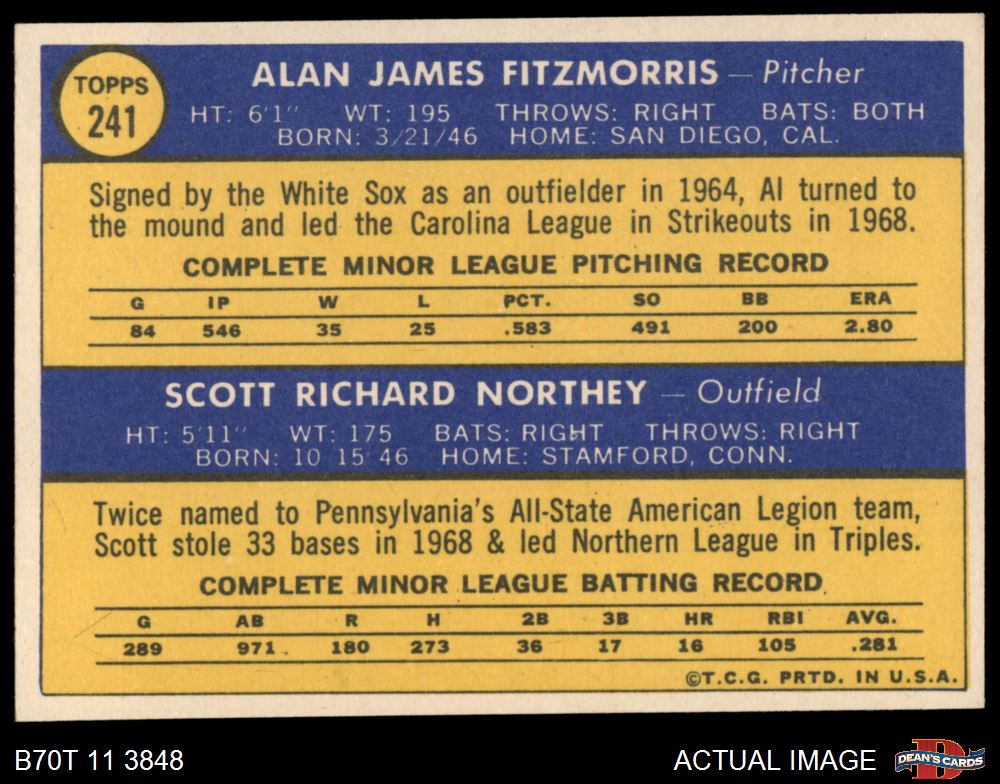 TOPPS
241
ALAN JAMES FITZMORRIS — Pitcher
HT: 6'1" WT: 195 THROWS: RIGHT BATS: BOTH
BORN: 3/21/46 HOME: SAN DIEGO, CAL.
Signed by the White Sox as an outfielder in 1964, Al turned to
the mound and led the Carolina League in Strikeouts in 1968.
COMPLETE MINOR LEAGUE PITCHING RECORD
G IP W L PCT. SO BB ERA
84 546 35 25 .583 491 200 2.80
SCOTT RICHARD NORTHEY — Outfield
HT: 5'11" WT: 175 BATS: RIGHT THROWS: RIGHT
BORN: 10 15 46 HOME: STAMFORD, CONN.
Twice named to Pennsylvania's All-State American Legion team,
Scott stole 33 bases in 1968 & led Northern League in Triples.
COMPLETE MINOR LEAGUE BATTING RECORD
G AB R H 2B 3B HR RBI AVG.
289 971 180 273 36 17 16 105 .281
©T.C.G. PRTD. IN U.S.A.
B70T 11 3848 ACTUAL IMAGE
D
DEAN'S CARDS